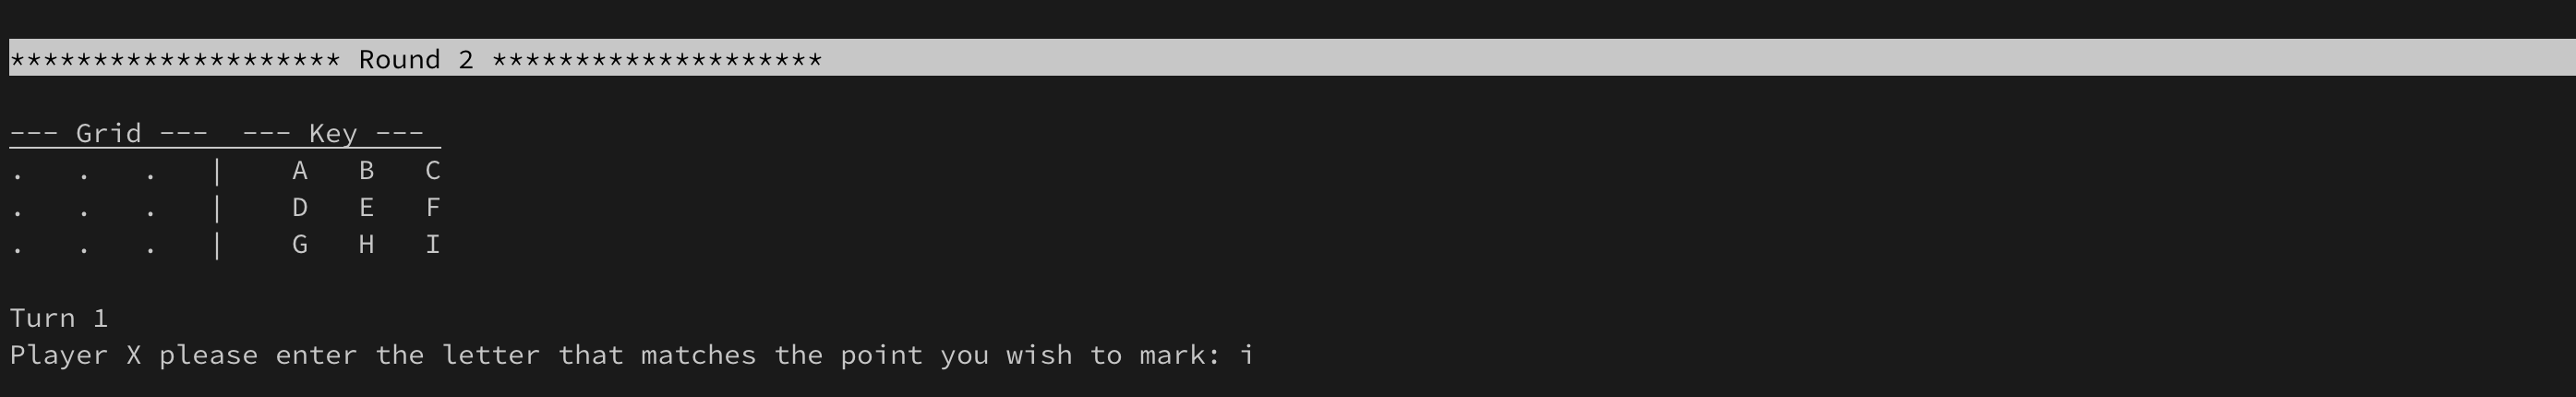 ******************** Round 2 ********************
--- Grid ---  --- Key ---
.   .   .   |    A   B   C
.   .   .   |    D   E   F
.   .   .   |    G   H   I
Turn 1
Player X please enter the letter that matches the point you wish to mark: i